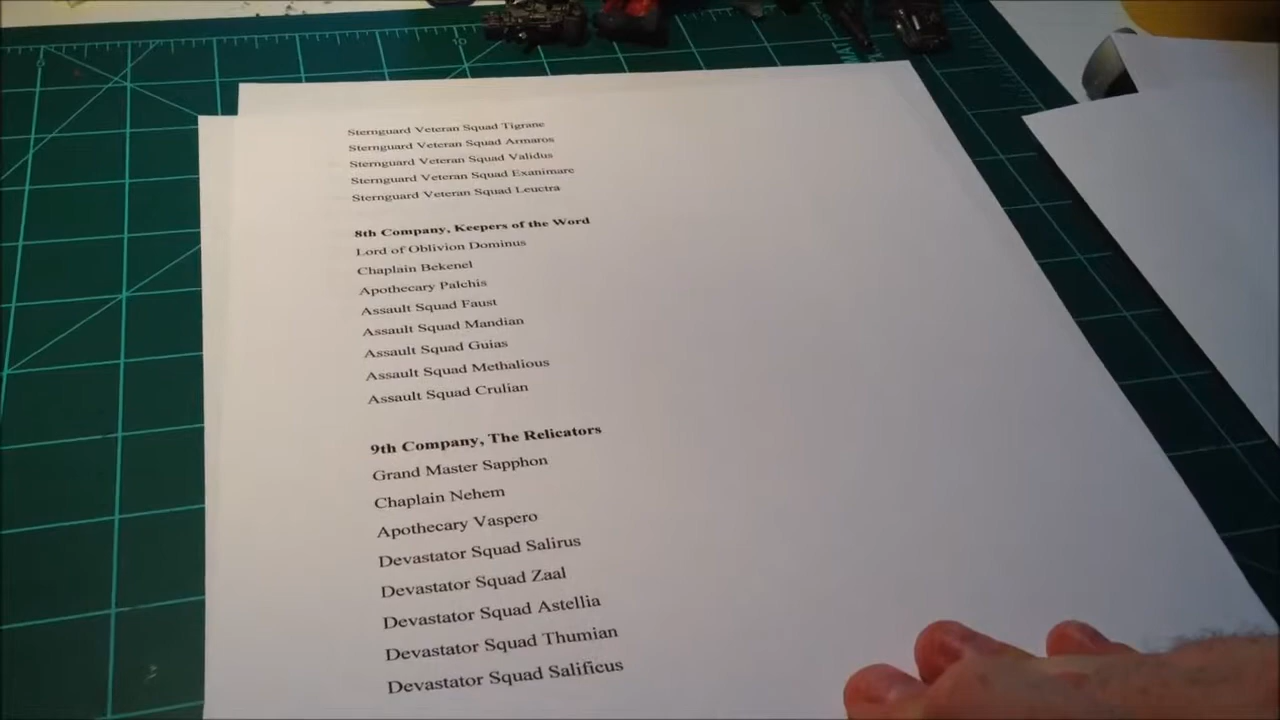 Sternguard Veteran Squad Tigrane
Sternguard Veteran Squad Armaros
Sternguard Veteran Squad Validus
Sternguard Veteran Squad Exanimare
Sternguard Veteran Squad Leuctra
8th Company, Keepers of the Word
Lord of Oblivion Dominus
Chaplain Bekenel
Apothecary Palchis
Assault Squad Faust
Assault Squad Mandian
Assault Squad Guias
Assault Squad Methalious
Assault Squad Crulian
9th Company, The Relicators
Grand Master Sapphon
Chaplain Nehem
Apothecary Vaspero
Devastator Squad Salirus
Devastator Squad Zaal
Devastator Squad Astellia
Devastator Squad Thumian
Devastator Squad Salificus